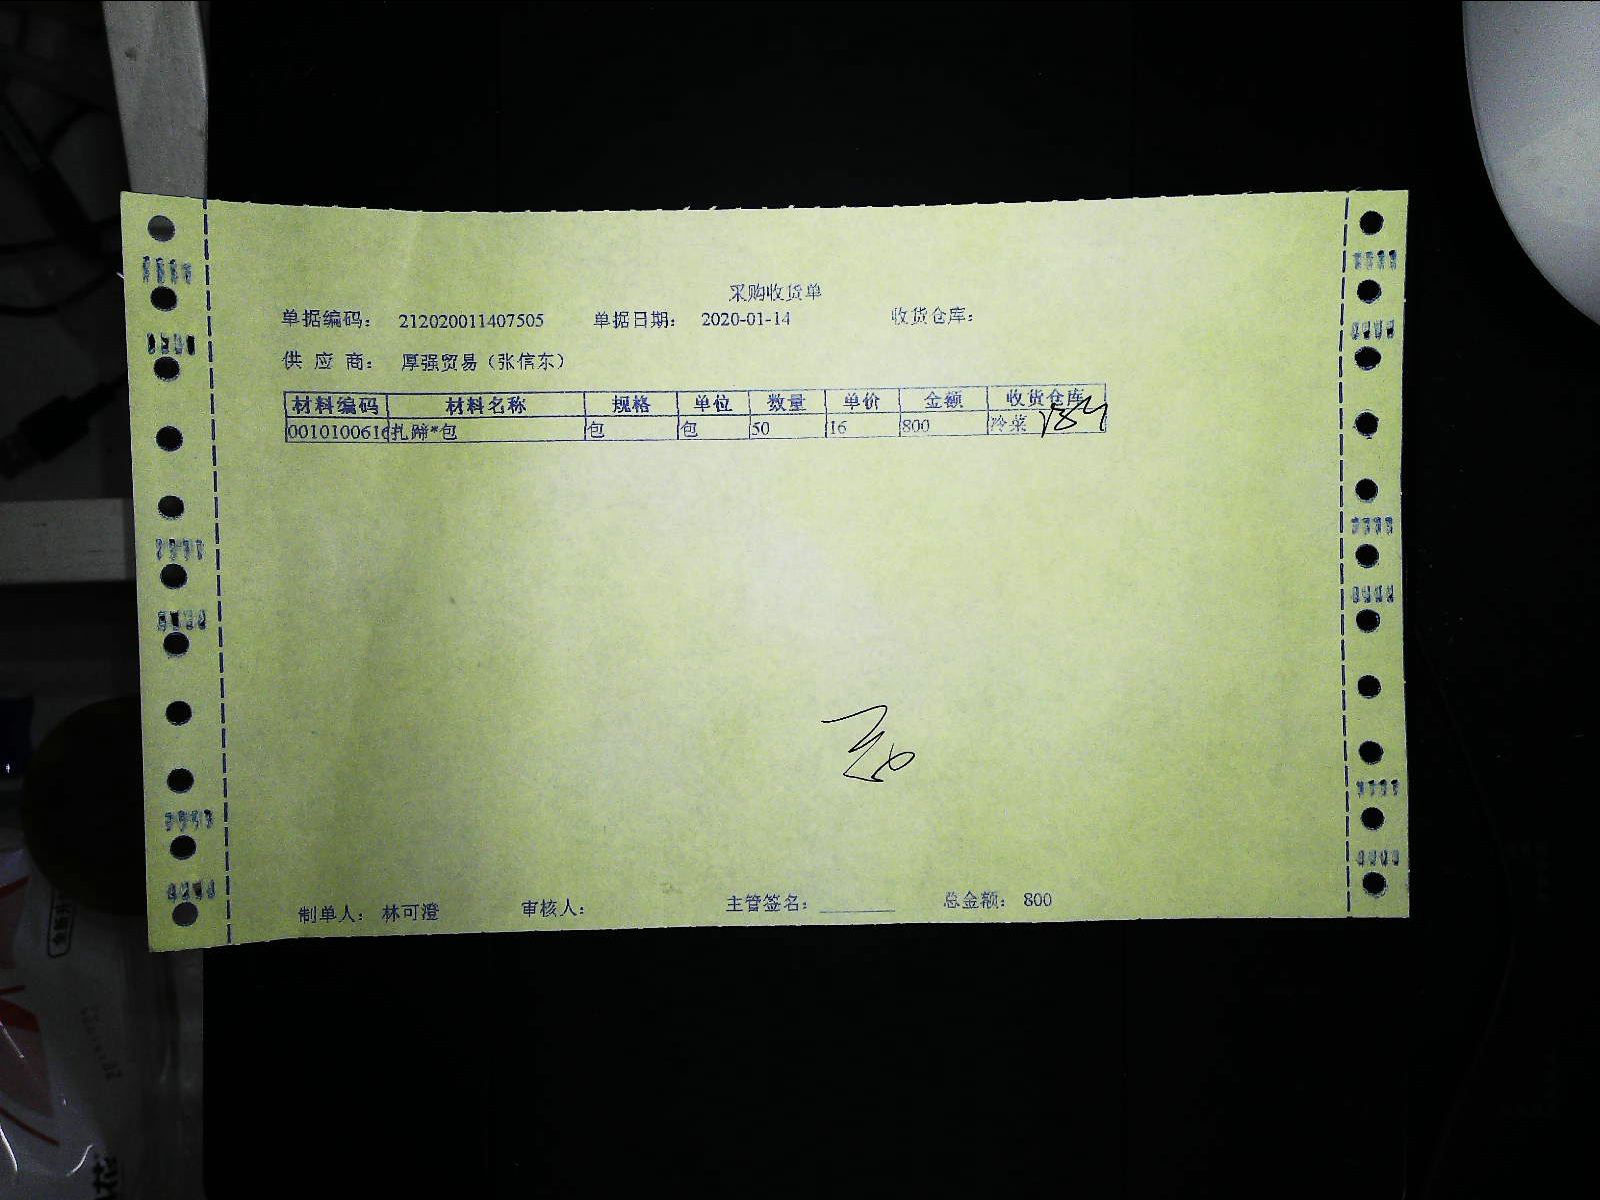 采购收货单
单据编码： 212020011407505 单据日期： 2020-01-14 收货仓库：
供 应 商： 厚强贸易（张信东）
材料编码 材料名称 规格 单位 数量 单价 金额 收货仓库
0010100616 扎蹄*包 包 包 50 16 800 冷菜
制单人： 林可澄 审核人： 主管签名： 总金额： 800